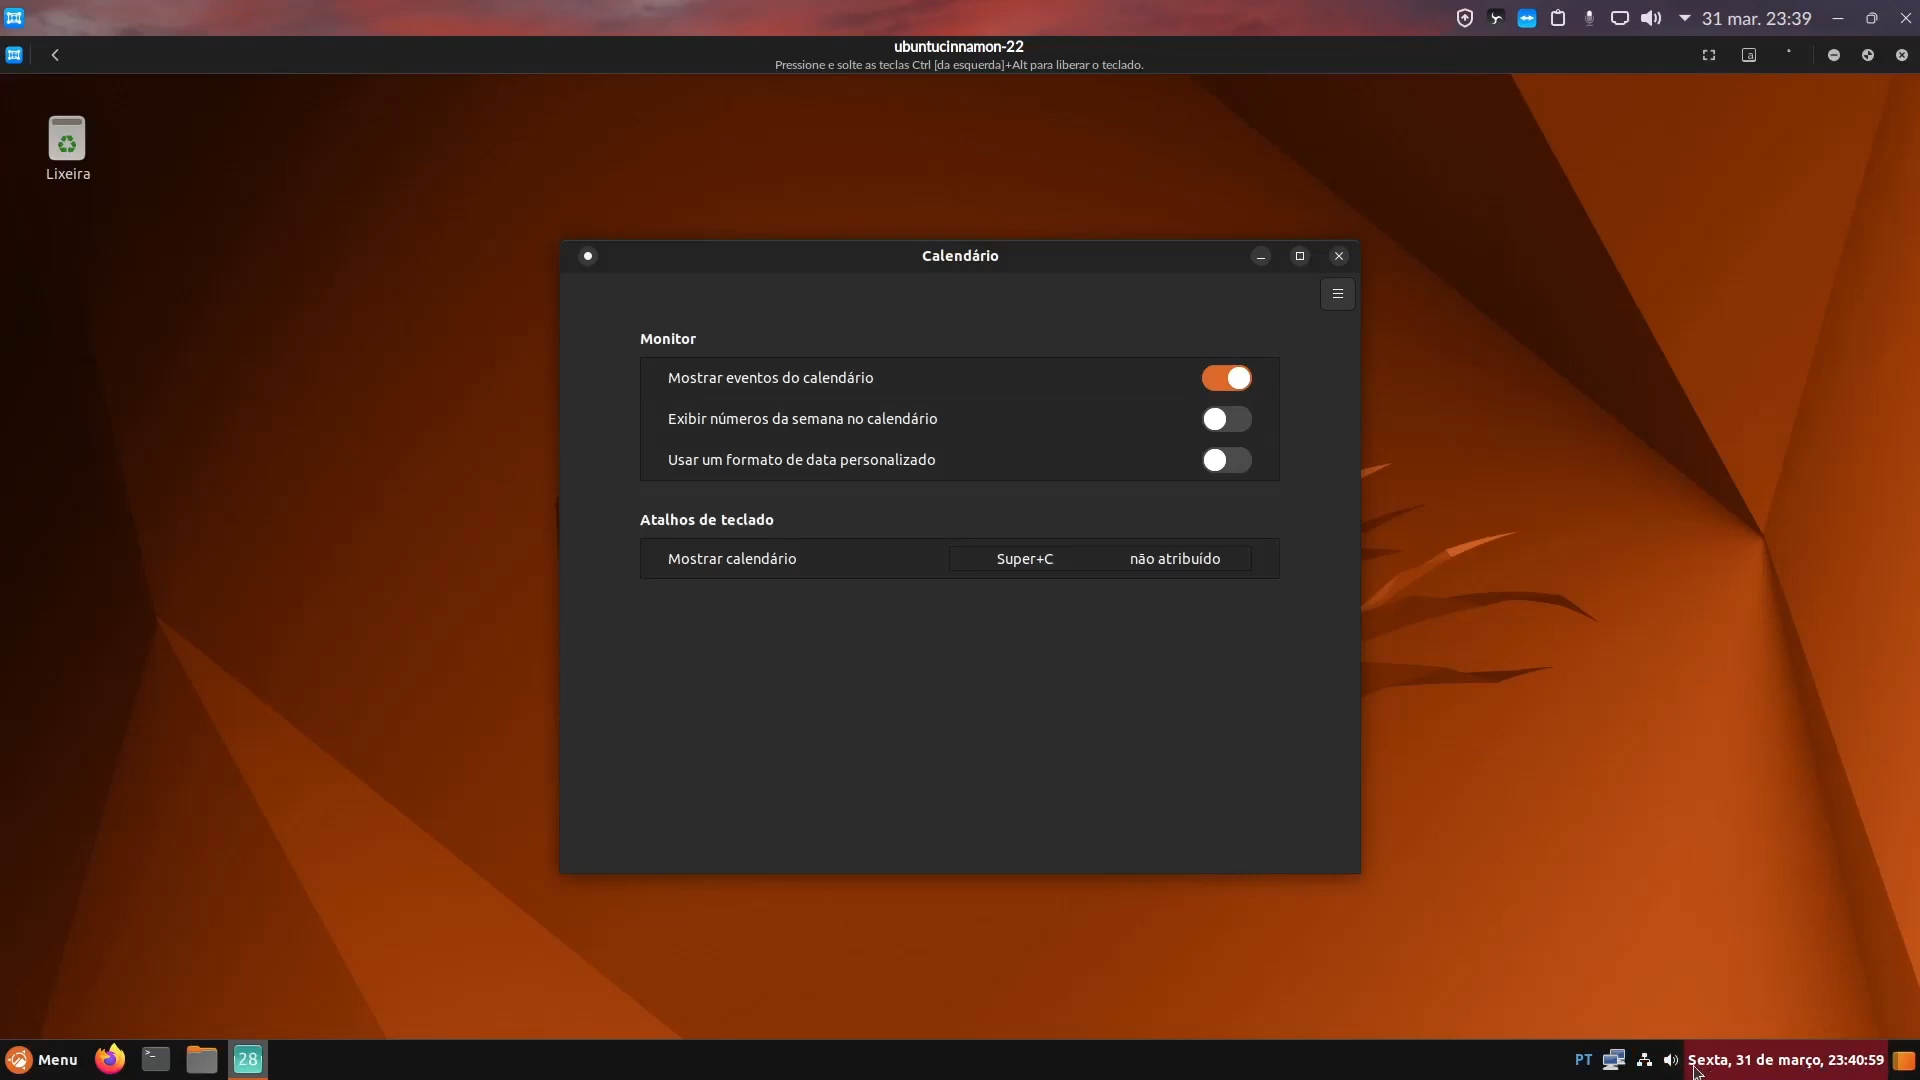 31 mar. 23:39
ubuntucinnamon-22
Pressione e solte as teclas Ctrl [da esquerda]+Alt para liberar o teclado.
a
Lixeira
Calendário
Monitor
Mostrar eventos do calendário
Exibir números da semana no calendário
Usar um formato de data personalizado
Atalhos de teclado
Mostrar calendário
Super+C
não atribuído
Menu
28
PT
Sexta, 31 de março, 23:40:59